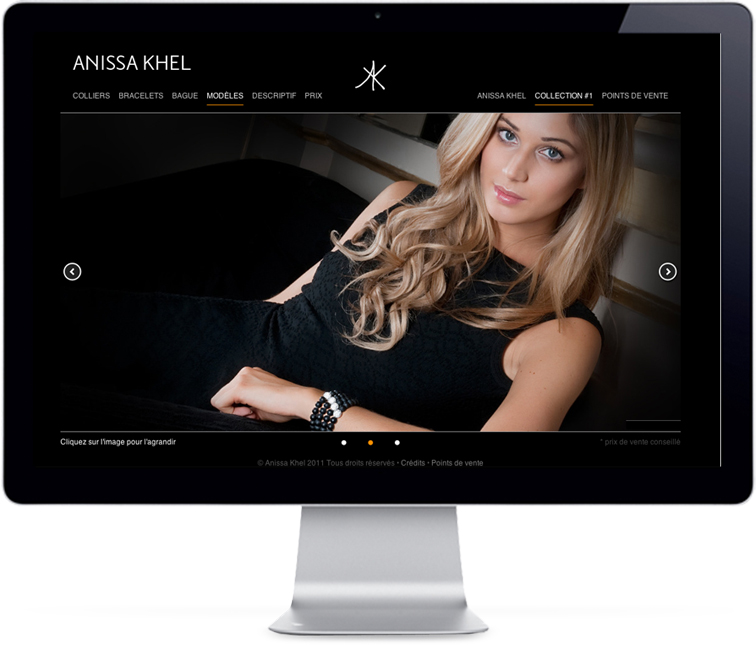 ANISSA KHEL
COLLIERS BRACELETS BAGUE MODÈLES DESCRIPTIF PRIX ANISSA KHEL COLLECTION #1 POINTS DE VENTE
Cliquez sur l'image pour l'agrandir * prix de vente conseillé
© Anissa Khel 2011 Tous droits réservés • Crédits • Points de vente